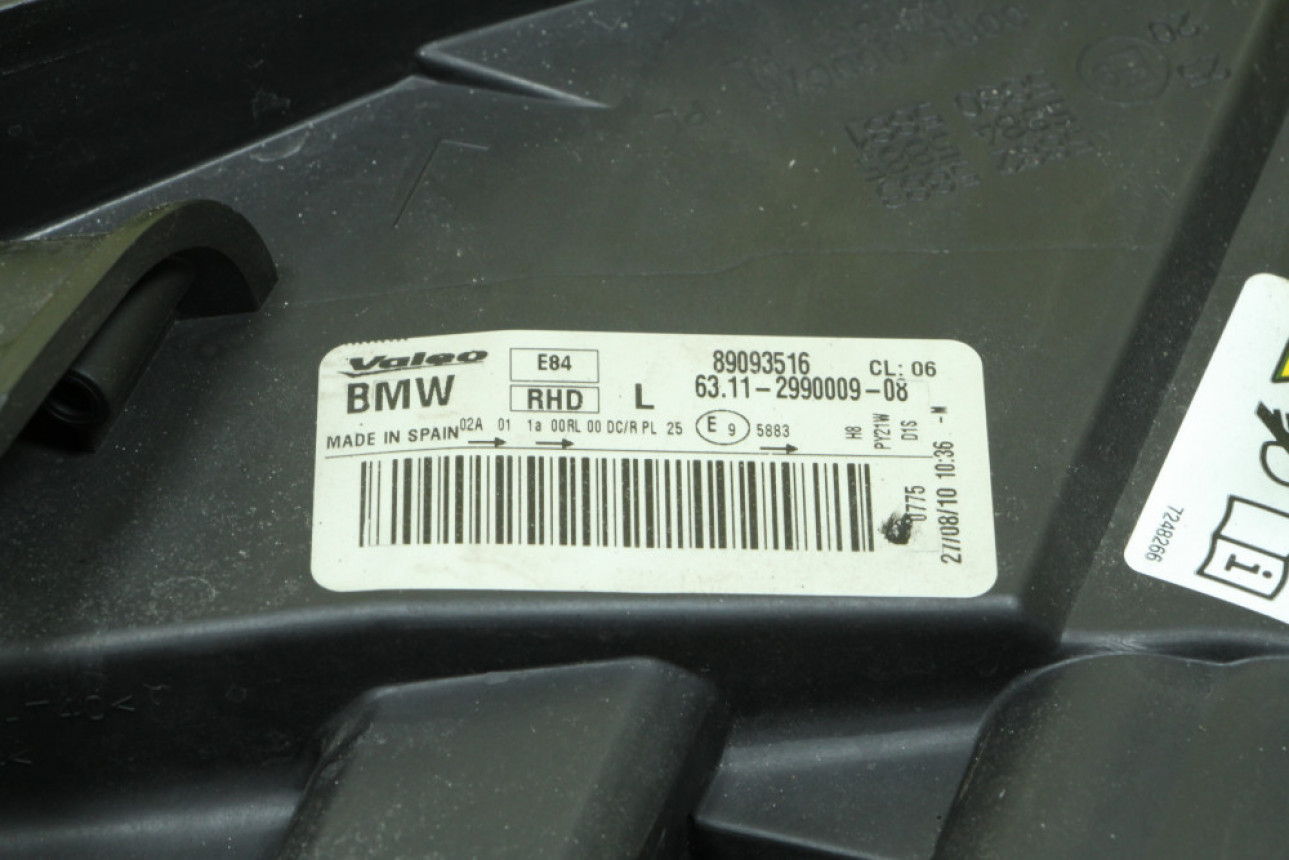 Valeo
BMW
E84
RHD
L
89093516
CL: 06
63.11-2990009-08
MADE IN SPAIN
02A 01 1a 00RL 00 DC/R PL 25
E 9
5883
H8
PY21W
D1S
-M
0775
27/08/10 10:36
7248266